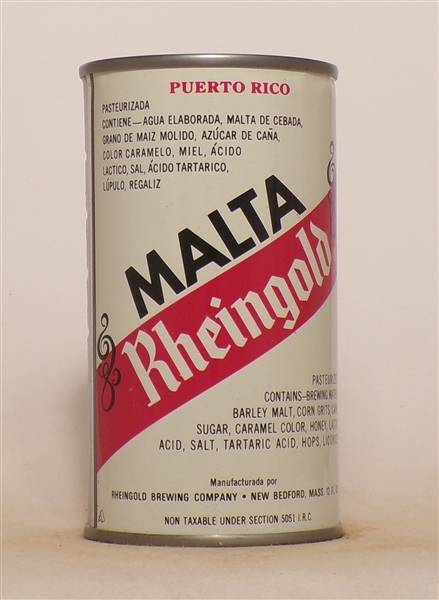 PUERTO RICO
PASTEURIZADA
CONTIENE—AGUA ELABORADA, MALTA DE CEBADA,
GRANO DE MAIZ MOLIDO, AZÚCAR DE CAÑA,
COLOR CARAMELO, MIEL, ÁCIDO
LACTICO, SAL, ÁCIDO TARTARICO,
LÚPULO, REGALIZ
MALTA
Rheingold
CONTAINS—BREWING
BARLEY MALT, CORN GRITS,
SUGAR, CARAMEL COLOR, HONEY,
ACID, SALT, TARTARIC ACID, HOPS,
Manufacturada por
RHEINGOLD BREWING COMPANY • NEW BEDFORD, MASS. 12 FL.
NON TAXABLE UNDER SECTION 5051 I.R.C.